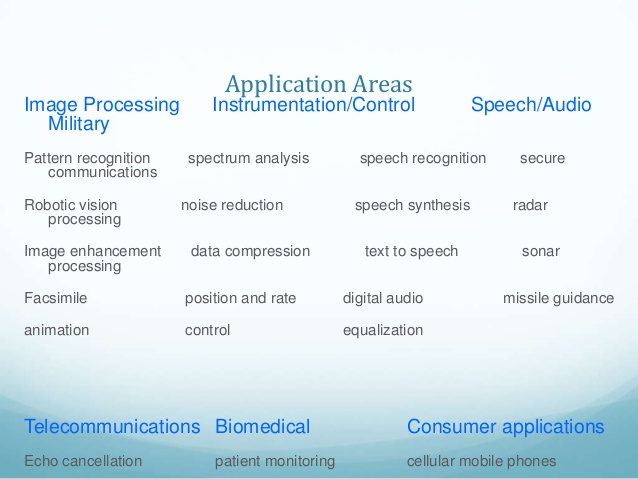 Application Areas
Image Processing Instrumentation/Control Speech/Audio
Military
Pattern recognition spectrum analysis speech recognition secure
communications
Robotic vision noise reduction speech synthesis radar
processing
Image enhancement data compression text to speech sonar
processing
Facsimile position and rate digital audio missile guidance
animation control equalization
Telecommunications Biomedical Consumer applications
Echo cancellation patient monitoring cellular mobile phones